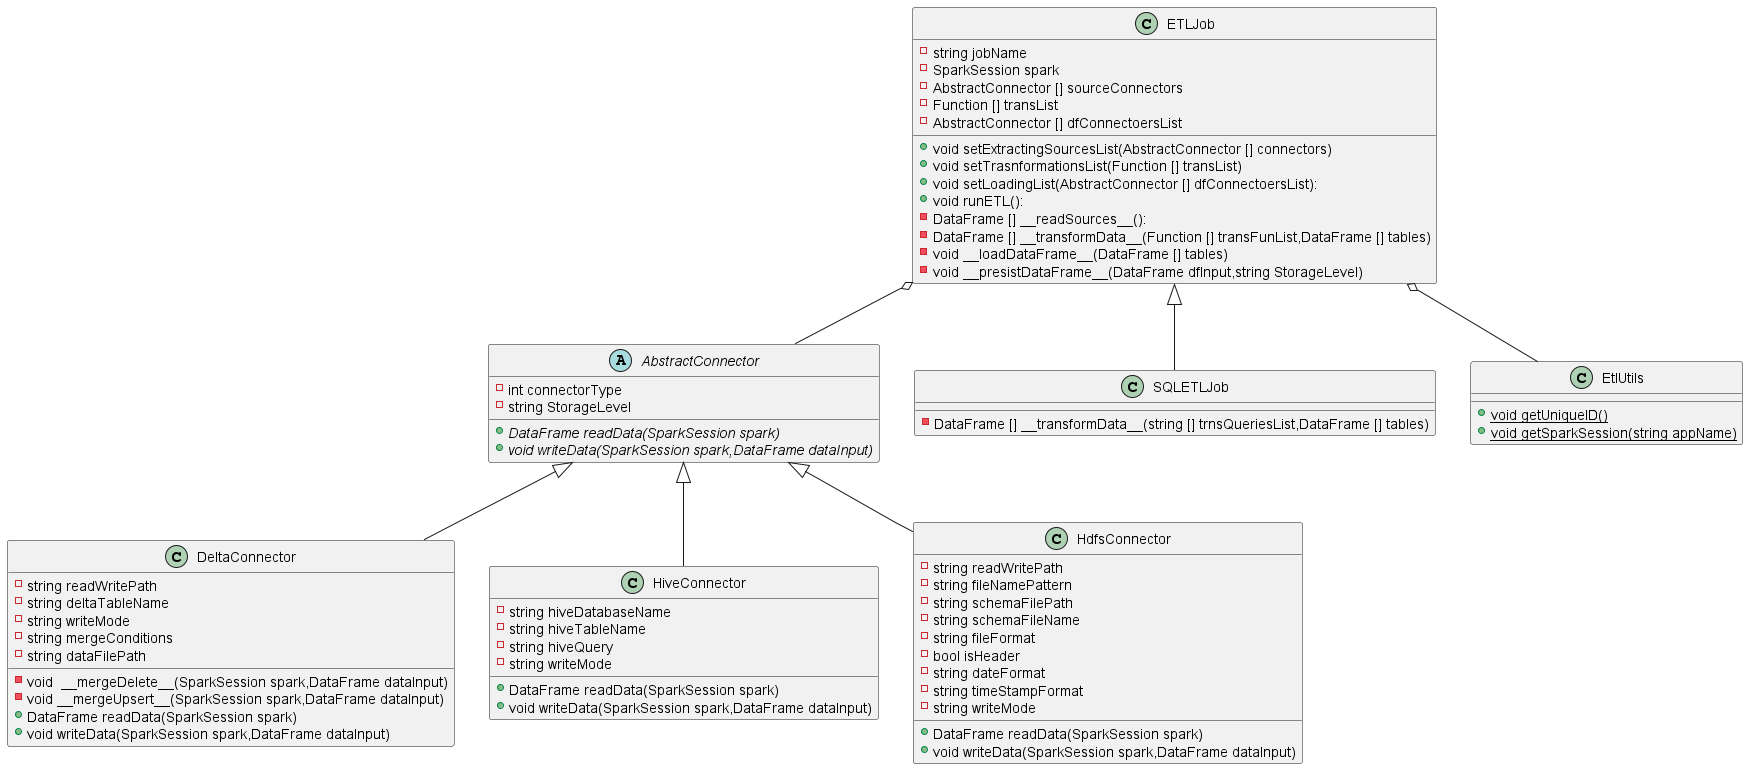 C ETLJob
string jobName
SparkSession spark
AbstractConnector [] sourceConnectors
Function [] transList
AbstractConnector [] dfConnectoersList
void setExtractingSourcesList(AbstractConnector [] connectors)
void setTrasnformationsList(Function [] transList)
void setLoadingList(AbstractConnector [] dfConnectoersList):
void runETL():
DataFrame [] __readSources__():
DataFrame [] __transformData__(Function [] transFunList,DataFrame [] tables)
void __loadDataFrame__(DataFrame [] tables)
void __presistDataFrame__(DataFrame dfInput,string StorageLevel)
A AbstractConnector
int connectorType
string StorageLevel
DataFrame readData(SparkSession spark)
void writeData(SparkSession spark,DataFrame dataInput)
C SQLETLJob
DataFrame [] __transformData__(string [] trnsQueriesList,DataFrame [] tables)
C EtlUtils
void getUniqueID()
void getSparkSession(string appName)
C DeltaConnector
string readWritePath
string deltaTableName
string writeMode
string mergeConditions
string dataFilePath
void  __mergeDelete__(SparkSession spark,DataFrame dataInput)
void __mergeUpsert__(SparkSession spark,DataFrame dataInput)
DataFrame readData(SparkSession spark)
void writeData(SparkSession spark,DataFrame dataInput)
C HiveConnector
string hiveDatabaseName
string hiveTableName
string hiveQuery
string writeMode
DataFrame readData(SparkSession spark)
void writeData(SparkSession spark,DataFrame dataInput)
C HdfsConnector
string readWritePath
string fileNamePattern
string schemaFilePath
string schemaFileName
string fileFormat
bool isHeader
string dateFormat
string timeStampFormat
string writeMode
DataFrame readData(SparkSession spark)
void writeData(SparkSession spark,DataFrame dataInput)